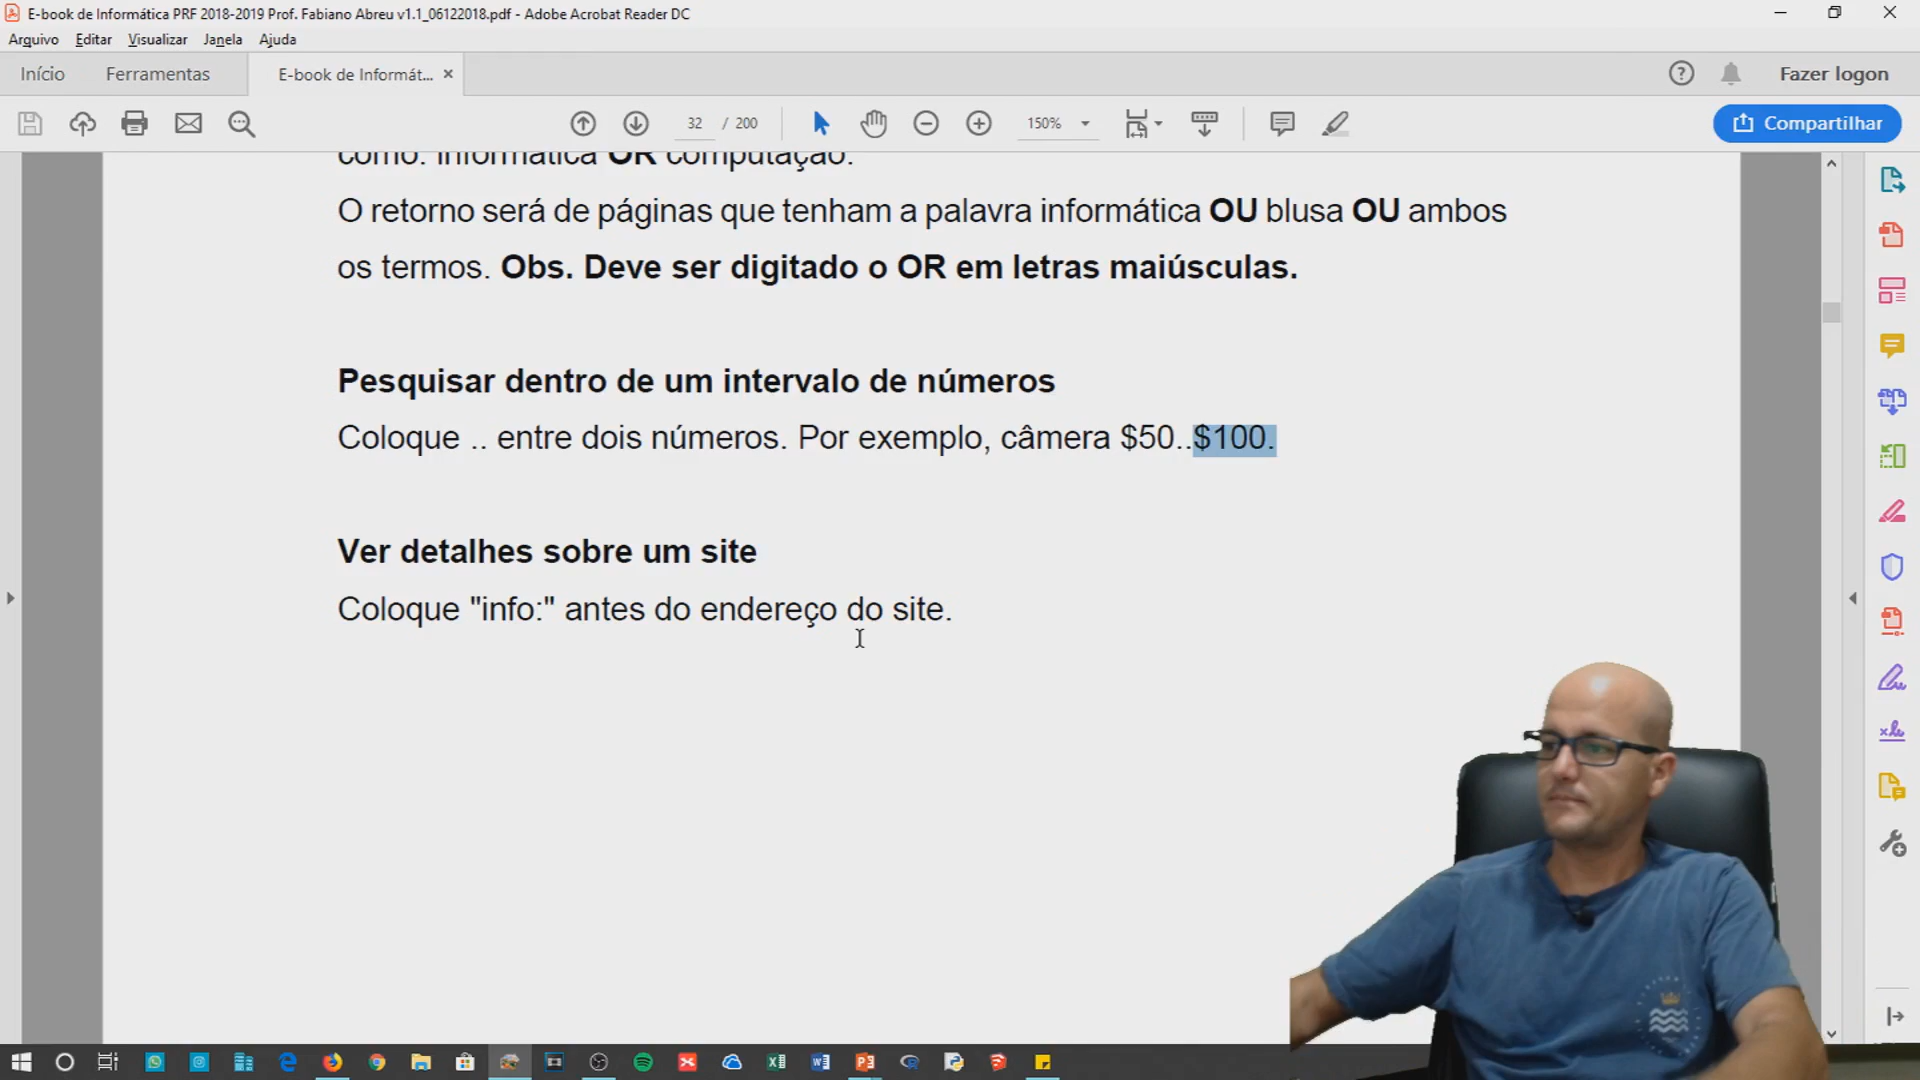 E-book de Informática PRF 2018-2019 Prof. Fabiano Abreu v1.1_06122018.pdf - Adobe Acrobat Reader DC
Arquivo Editar Visualizar Janela Ajuda
Início Ferramentas E-book de Informát... Fazer logon
32 / 200 150% Compartilhar
como: informática OR computação.
O retorno será de páginas que tenham a palavra informática OU blusa OU ambos
os termos. Obs. Deve ser digitado o OR em letras maiúsculas.
Pesquisar dentro de um intervalo de números
Coloque .. entre dois números. Por exemplo, câmera $50..$100.
Ver detalhes sobre um site
Coloque "info:" antes do endereço do site.